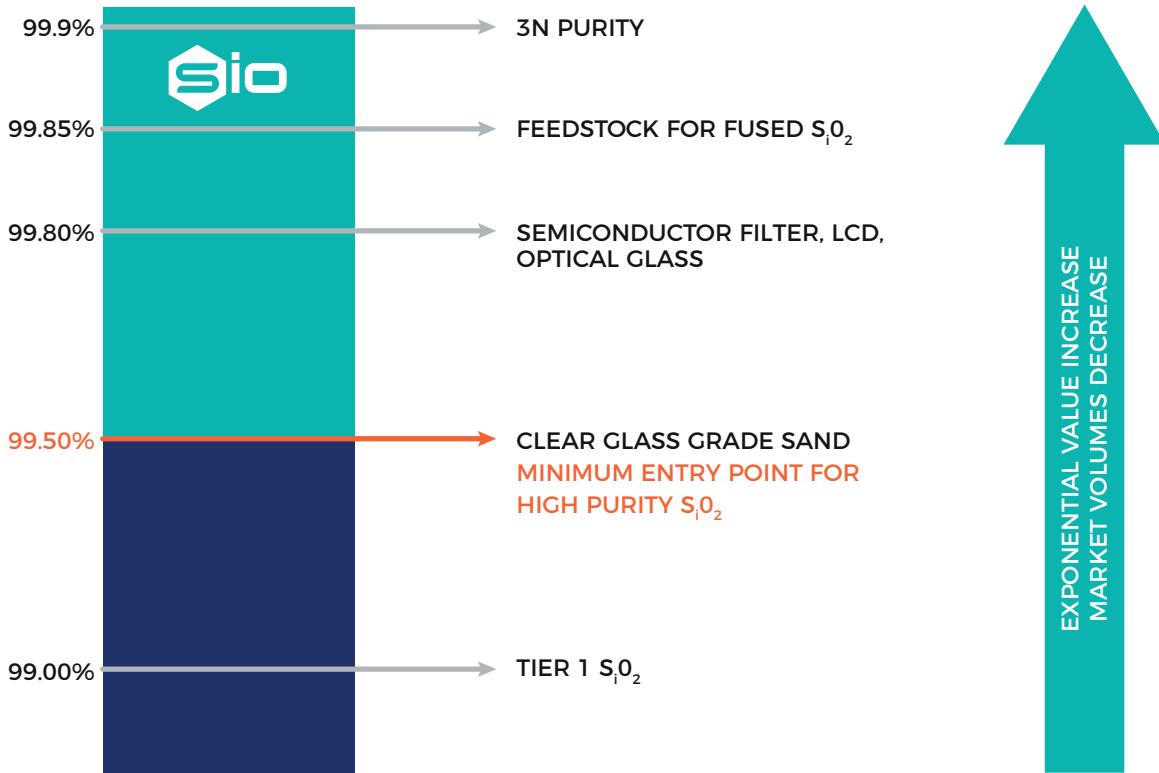 99.9%
3N PURITY
Sio
99.85%
FEEDSTOCK FOR FUSED SᵢO₂
99.80%
SEMICONDUCTOR FILTER, LCD,
OPTICAL GLASS
99.50%
CLEAR GLASS GRADE SAND
MINIMUM ENTRY POINT FOR
HIGH PURITY SᵢO₂
99.00%
TIER 1 SᵢO₂
EXPONENTIAL VALUE INCREASE
MARKET VOLUMES DECREASE